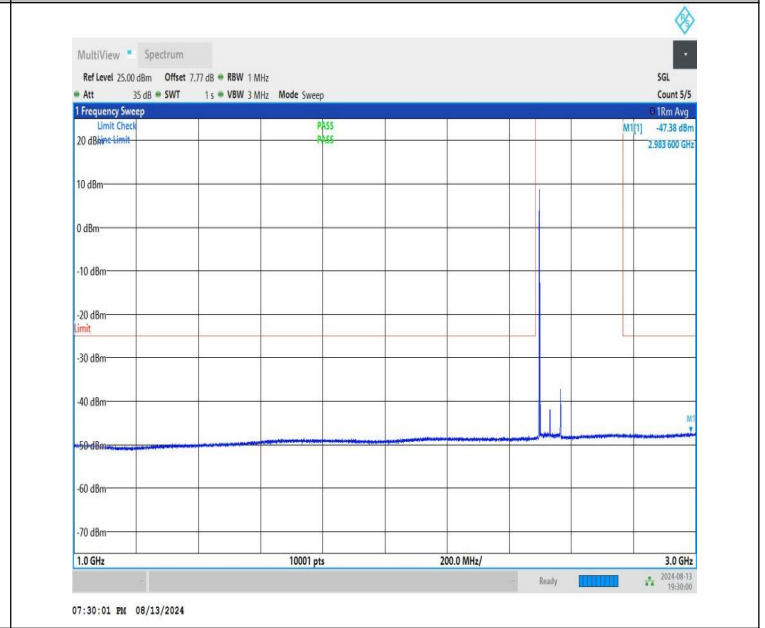 MultiView Spectrum
Ref Level 25.00 dBm Offset 7.77 dB RBW 1 MHz SGL
Att 35 dB SWT 1 s VBW 3 MHz Mode Sweep Count 5/5
1 Frequency Sweep 1Rm Avg
Limit Check PASS M1[1] -47.38 dBm
20 dBm Line Limit PASS 2.983 600 GHz
10 dBm
0 dBm
-10 dBm
-20 dBm
Limit
-30 dBm
-40 dBm
M1
-50 dBm
-60 dBm
-70 dBm
1.0 GHz 10001 pts 200.0 MHz/ 3.0 GHz
Ready 2024-08-13
19:30:00
07:30:01 PM 08/13/2024